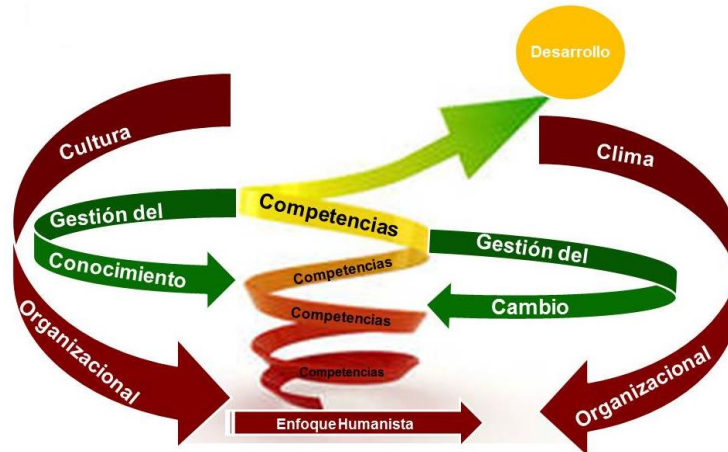 Desarrollo
Cultura
Organizacional
Clima
Organizacional
Gestión del
Conocimiento
Competencias
Gestión del
Cambio
Competencias
Competencias
Competencias
Enfoque Humanista